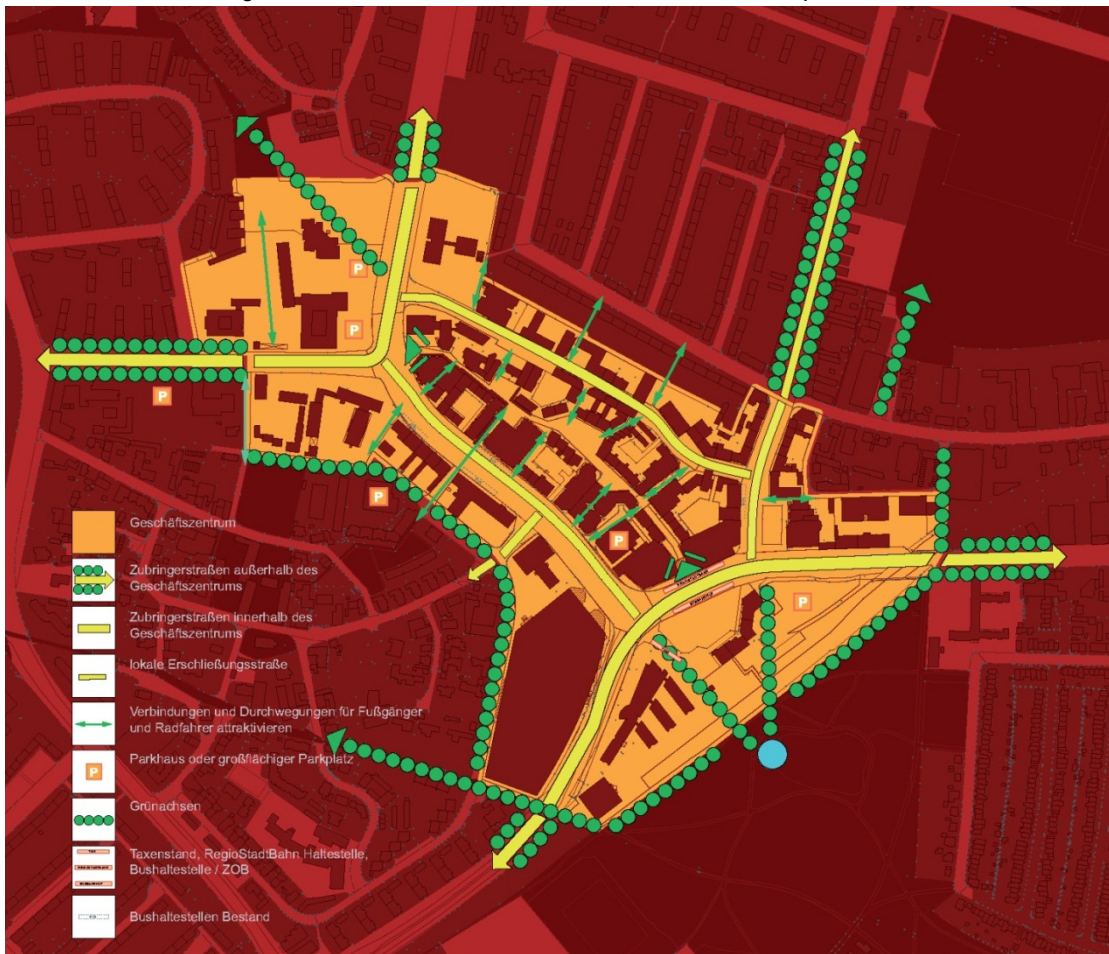 P
P
P
P
P
P
Geschäftszentrum
Zubringerstraßen außerhalb des
Geschäftszentrums
Zubringerstraßen innerhalb des
Geschäftszentrums
lokale Erschließungsstraße
Verbindungen und Durchwegungen für Fußgänger
und Radfahrer attraktivieren
P
Parkhaus oder großflächiger Parkplatz
Grünachsen
Taxenstand, RegioStadtBahn Haltestelle,
Bushaltestelle / ZOB
Bushaltestellen Bestand